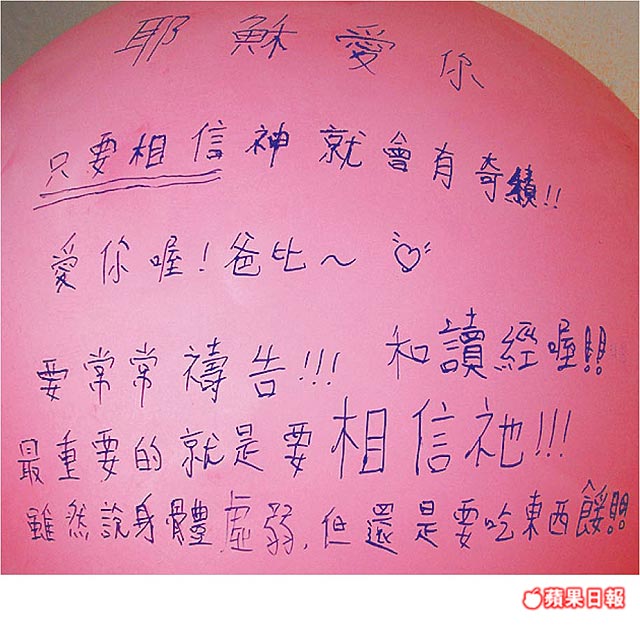 耶穌愛你
只要相信神就會有奇績!!
愛你喔!爸比~
要常常禱告!!! 和讀經喔!!
最重要的就是要相信祂!!!
雖然說身體虛弱,但還是要吃東西餒!!
蘋果日報